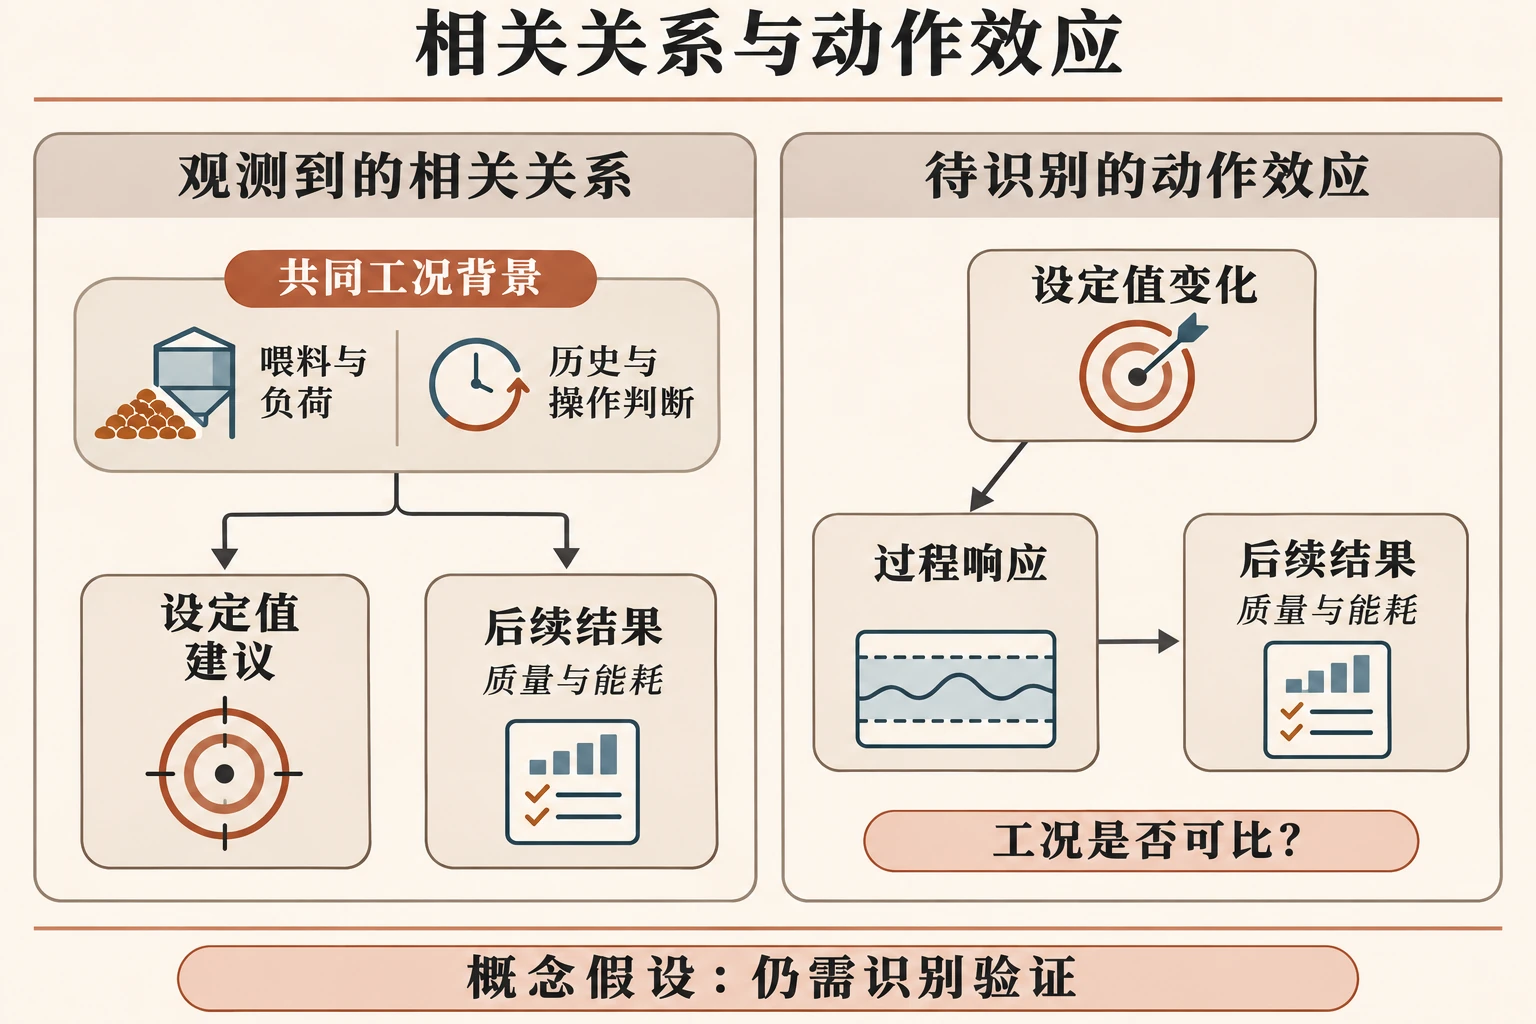 相关关系与动作效应
观测到的相关关系
共同工况背景
喂料与
负荷
历史与
操作判断
设定值
建议
后续结果
质量与能耗
待识别的动作效应
设定值变化
过程响应
后续结果
质量与能耗
工况是否可比？
概念假设：仍需识别验证